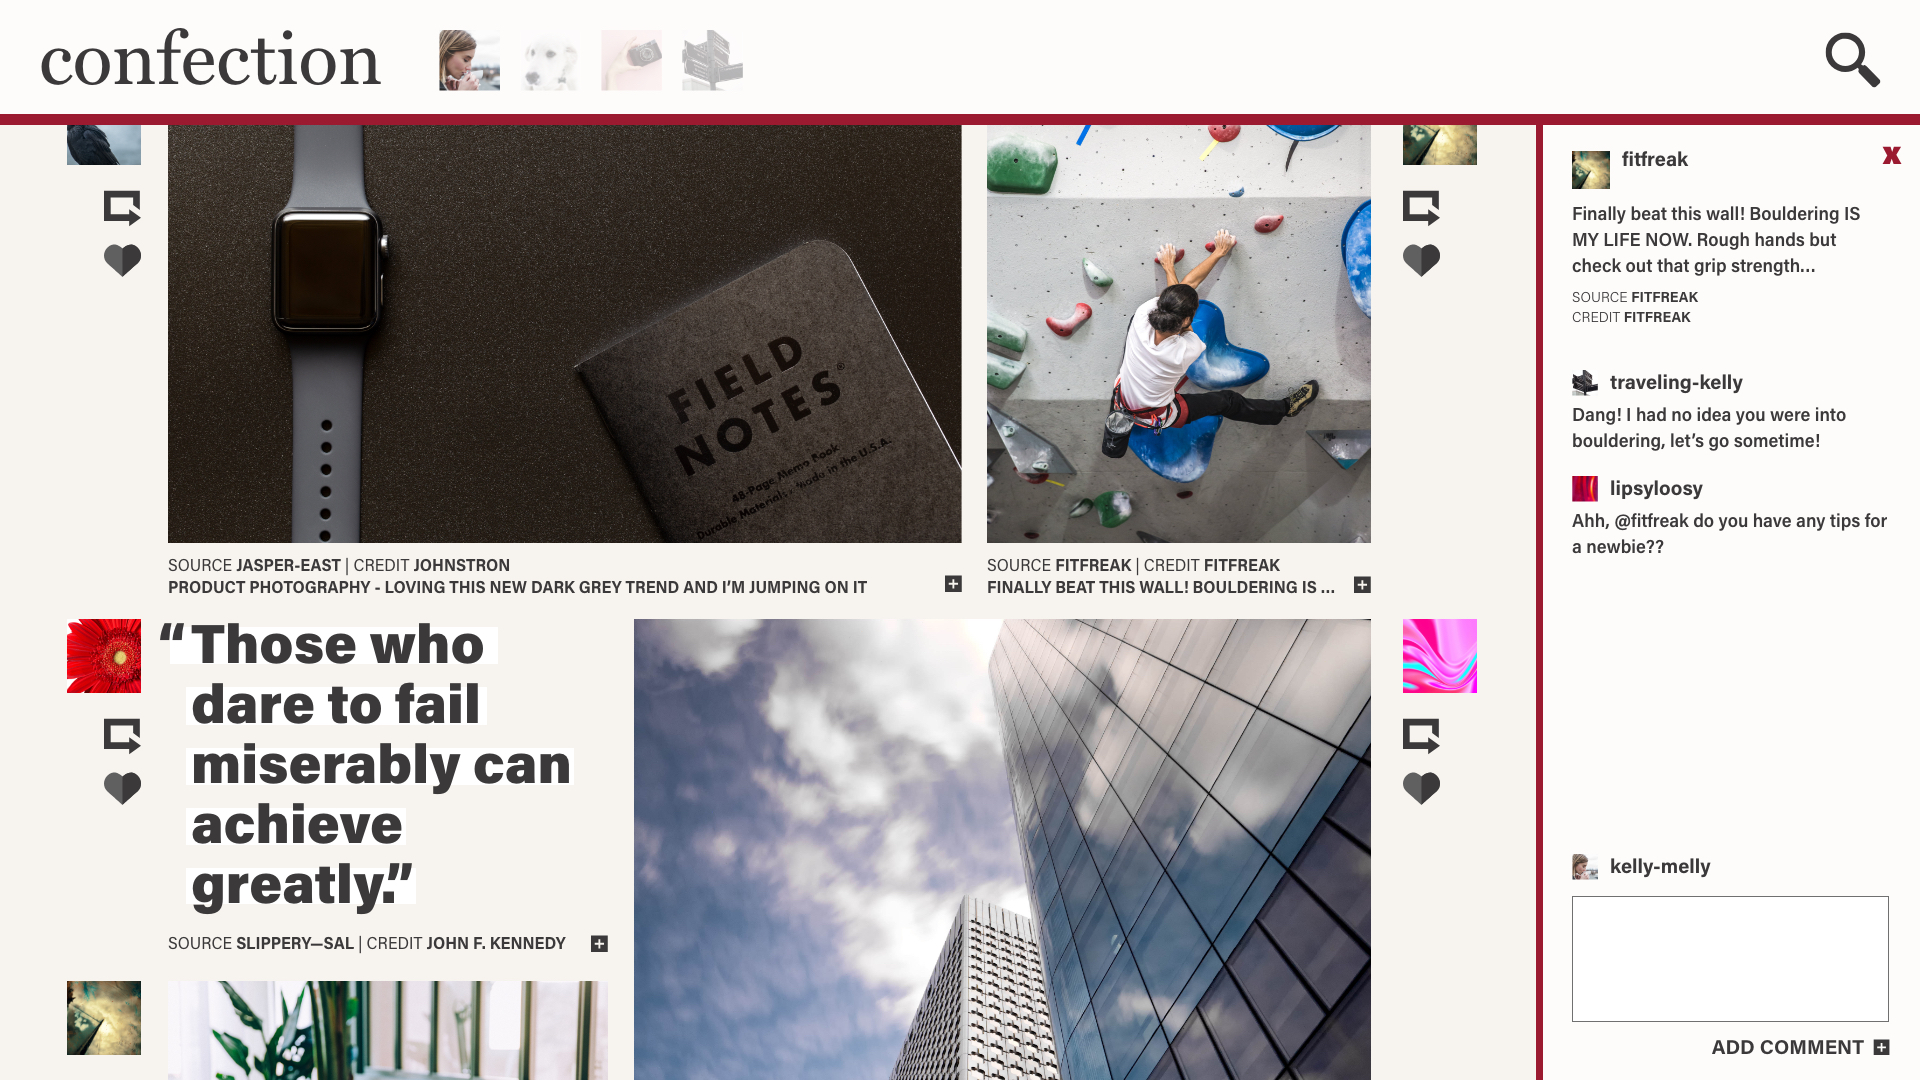 confection
FIELD
NOTES®
48-Page Memo Book
Durable Materials · Made in the U.S.A.
SOURCE JASPER-EAST | CREDIT JOHNSTRON
PRODUCT PHOTOGRAPHY - LOVING THIS NEW DARK GREY TREND AND I’M JUMPING ON IT
SOURCE FITFREAK | CREDIT FITFREAK
FINALLY BEAT THIS WALL! BOULDERING IS ...
“Those who
dare to fail
miserably can
achieve
greatly.”
SOURCE SLIPPERY—SAL | CREDIT JOHN F. KENNEDY
X
fitfreak
Finally beat this wall! Bouldering IS
MY LIFE NOW. Rough hands but
check out that grip strength...
SOURCE FITFREAK
CREDIT FITFREAK
traveling-kelly
Dang! I had no idea you were into
bouldering, let’s go sometime!
lipsyloosy
Ahh, @fitfreak do you have any tips for
a newbie??
kelly-melly
ADD COMMENT